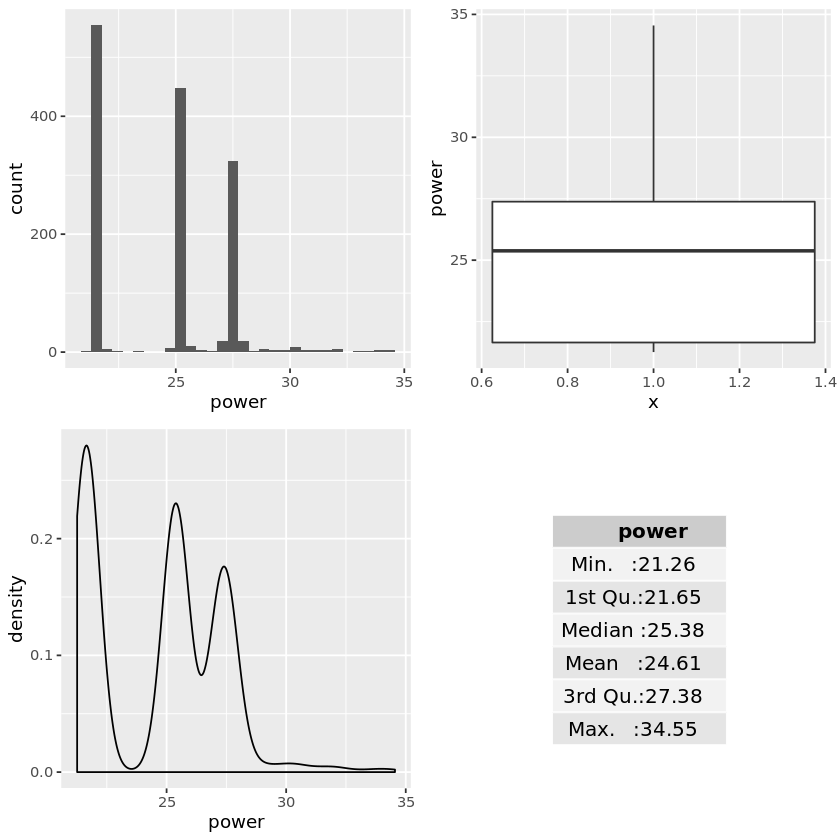 count
400
200
0
25
30
35
power
power
35
30
25
0.6
0.8
1.0
1.2
1.4
x
density
0.2
0.1
0.0
25
30
35
power
power
Min. :21.26
1st Qu.:21.65
Median :25.38
Mean :24.61
3rd Qu.:27.38
Max. :34.55